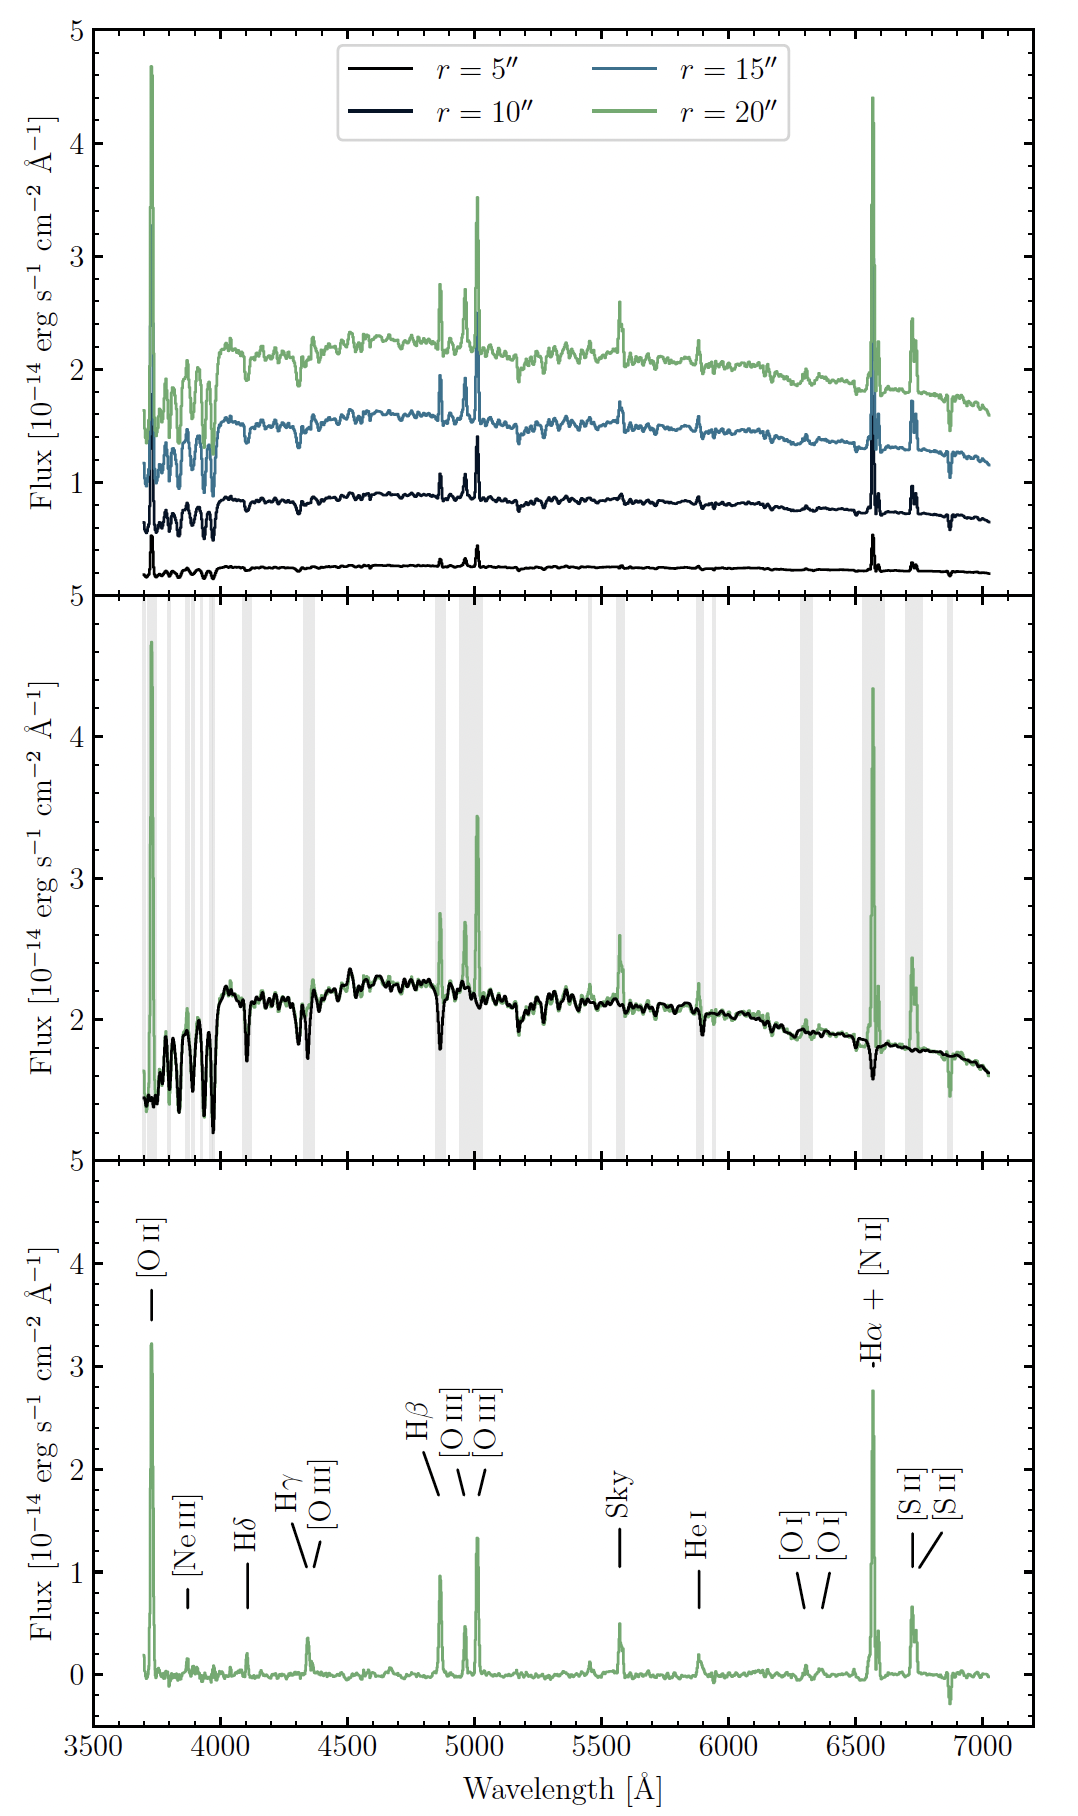 r = 5″
r = 15″
r = 10″
r = 20″
5
4
3
2
1
Flux [10⁻¹⁴ erg s⁻¹ cm⁻² Å⁻¹]
5
4
3
2
Flux [10⁻¹⁴ erg s⁻¹ cm⁻² Å⁻¹]
5
4
3
2
1
0
Flux [10⁻¹⁴ erg s⁻¹ cm⁻² Å⁻¹]
[O II]
[Ne III]
Hδ
Hγ
[O III]
Hβ
[O III]
[O III]
Sky
He I
[O I]
[O I]
Hα + [N II]
[S II]
[S II]
3500 4000 4500 5000 5500 6000 6500 7000
Wavelength [Å]